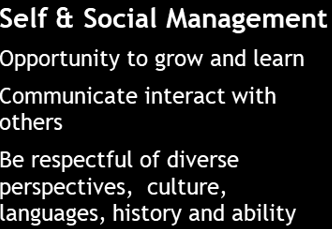 Self & Social Management
Opportunity to grow and learn
Communicate interact with
others
Be respectful of diverse
perspectives,  culture,
languages, history and ability